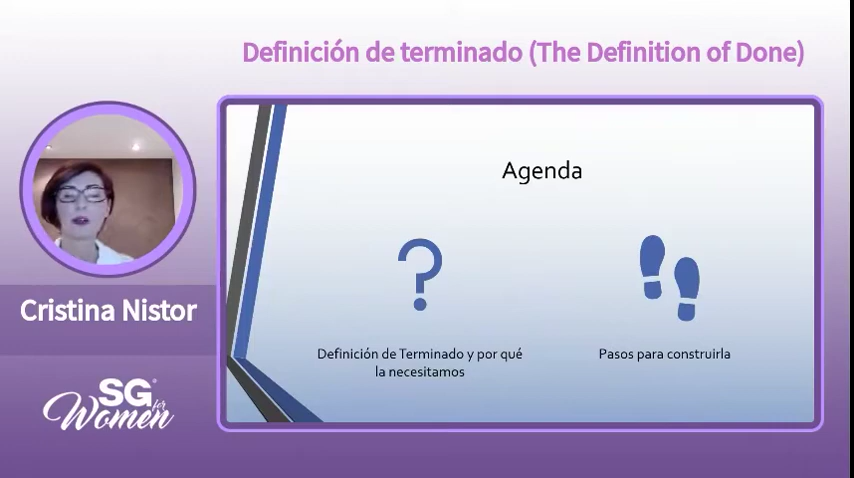 Definición de terminado (The Definition of Done)
Agenda
Definición de Terminado y por qué
la necesitamos
Pasos para construirla
Cristina Nistor
SG®
for
Women